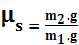 μs = m2 · g / m1 · g